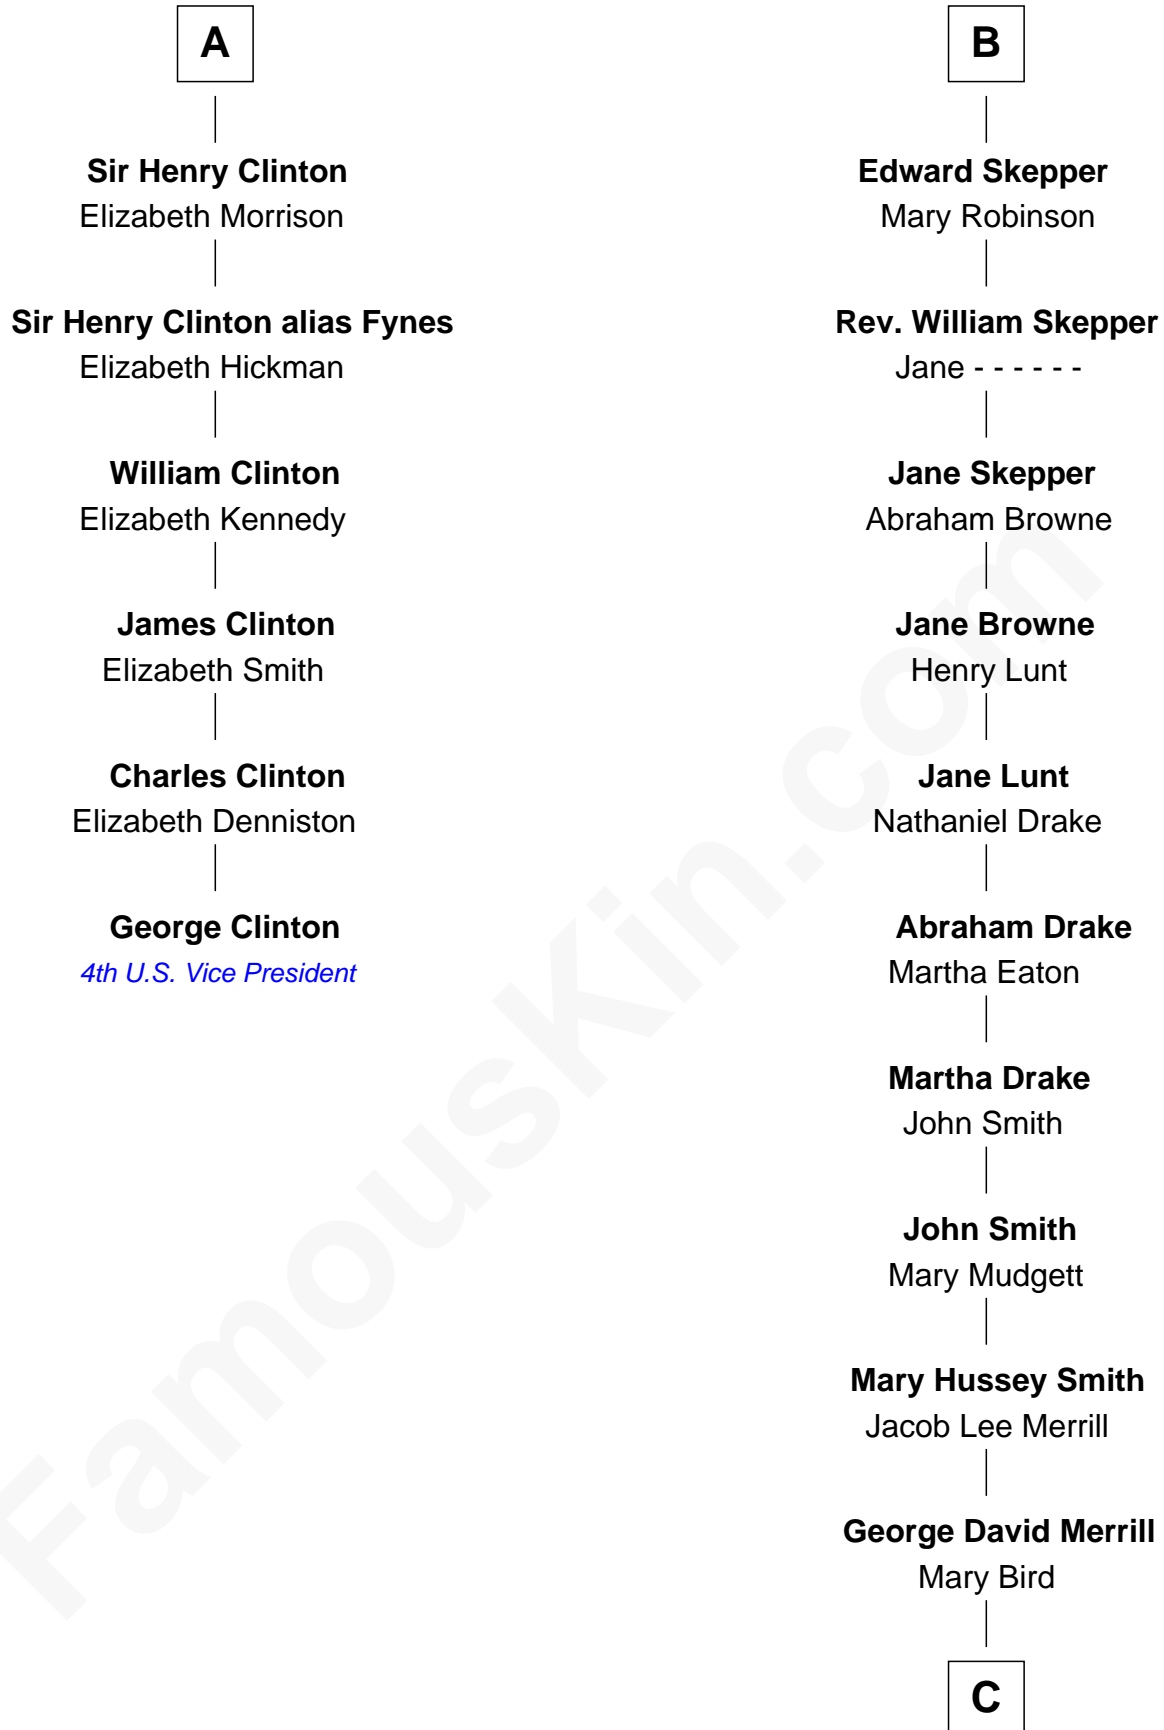 A
Sir Henry Clinton
Elizabeth Morrison
Sir Henry Clinton alias Fynes
Elizabeth Hickman
William Clinton
Elizabeth Kennedy
James Clinton
Elizabeth Smith
Charles Clinton
Elizabeth Denniston
George Clinton
4th U.S. Vice President
B
Edward Skepper
Mary Robinson
Rev. William Skepper
Jane - - - - - -
Jane Skepper
Abraham Browne
Jane Browne
Henry Lunt
Jane Lunt
Nathaniel Drake
Abraham Drake
Martha Eaton
Martha Drake
John Smith
John Smith
Mary Mudgett
Mary Hussey Smith
Jacob Lee Merrill
George David Merrill
Mary Bird
C
FamousKin.com